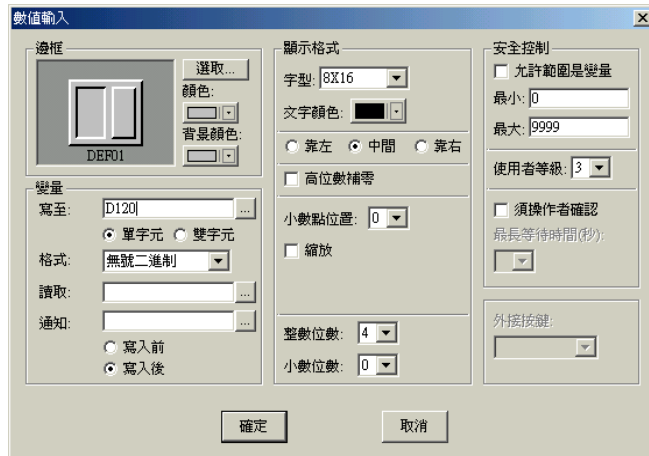 數值輸入
邊框
選取...
顏色:
背景顏色:
DEF01
變量
寫至: D120 ...
單字元 雙字元
格式: 無號二進制
讀取: ...
通知: ...
寫入前
寫入後
顯示格式
字型: 8X16
文字顏色:
靠左 中間 靠右
高位數補零
小數點位置: 0
縮放
整數位數: 4
小數位數: 0
安全控制
允許範圍是變量
最小: 0
最大: 9999
使用者等級: 3
須操作者確認
最長等待時間(秒):
外接按鍵:
確定
取消